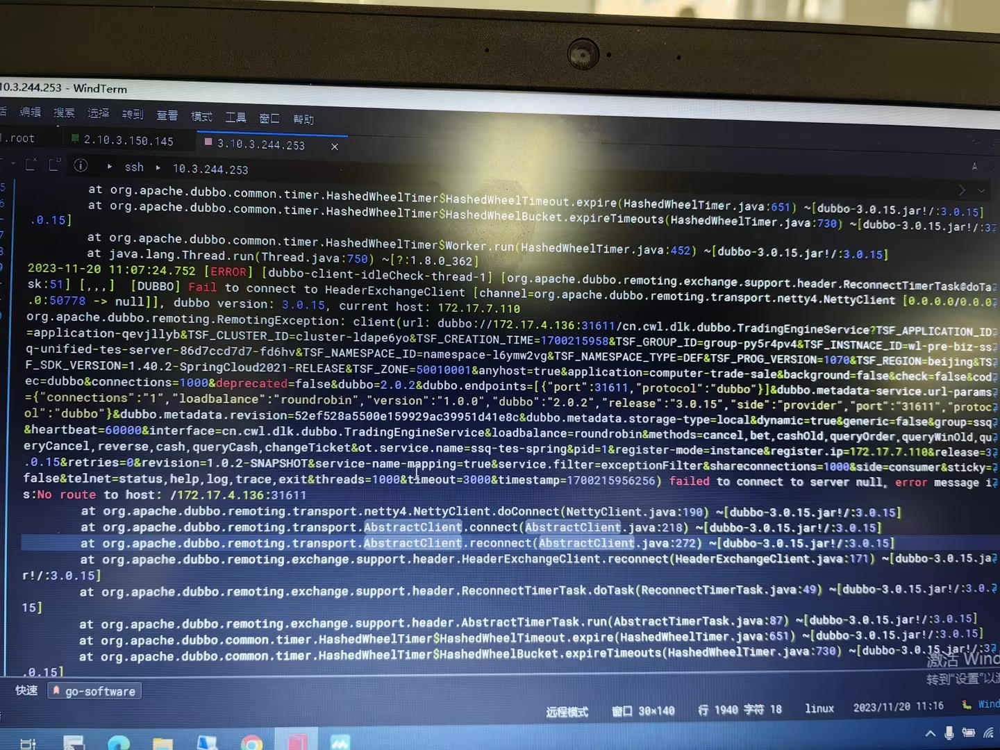 10.3.244.253 - WindTerm
编辑 搜索 选择 转到 查看 模式 工具 窗口 帮助
.root 2.10.3.150.145 3.10.3.244.253
ssh 10.3.244.253
at org.apache.dubbo.common.timer.HashedWheelTimer$HashedWheelTimeout.expire(HashedWheelTimer.java:651) ~[dubbo-3.0.15.jar!/:3.0.15]
at org.apache.dubbo.common.timer.HashedWheelTimer$HashedWheelBucket.expireTimeouts(HashedWheelTimer.java:730) ~[dubbo-3.0.15.jar!/:3
.0.15]
at org.apache.dubbo.common.timer.HashedWheelTimer$Worker.run(HashedWheelTimer.java:452) ~[dubbo-3.0.15.jar!/:3.0.15]
at java.lang.Thread.run(Thread.java:750) ~[?:1.8.0_362]
2023-11-20 11:07:24.752 [ERROR] [dubbo-client-idleCheck-thread-1] [org.apache.dubbo.remoting.exchange.support.header.ReconnectTimerTask@doTa
sk:51] [,,,] [DUBBO] Fail to connect to HeaderExchangeClient [channel=org.apache.dubbo.remoting.transport.netty4.NettyClient [0.0.0.0/0.0.0
.0:50778 -> null]], dubbo version: 3.0.15, current host: 172.17.7.110
org.apache.dubbo.remoting.RemotingException: client(url: dubbo://172.17.4.136:31611/cn.cwl.dlk.dubbo.TradingEngineService?TSF_APPLICATION_ID
=application-qevjllyb&TSF_CLUSTER_ID=cluster-ldape6yo&TSF_CREATION_TIME=1700215958&TSF_GROUP_ID=group-py5r4pv4&TSF_INSTNACE_ID=wl-pre-biz-ss
q-unified-tes-server-86d7ccd7d7-fd6hv&TSF_NAMESPACE_ID=namespace-l6ymw2vg&TSF_NAMESPACE_TYPE=DEF&TSF_PROG_VERSION=1070&TSF_REGION=beijing&TS
F_SDK_VERSION=1.40.2-SpringCloud2021-RELEASE&TSF_ZONE=50010001&anyhost=true&application=computer-trade-sale&background=false&check=false&cod
ec=dubbo&connections=1000&deprecated=false&dubbo=2.0.2&dubbo.endpoints=[{"port":31611,"protocol":"dubbo"}]&dubbo.metadata-service.url-params
={"connections":"1","loadbalance":"roundrobin","version":"1.0.0","dubbo":"2.0.2","release":"3.0.15","side":"provider","port":"31611","protoc
ol":"dubbo"}&dubbo.metadata.revision=52ef528a5500e159929ac39951d41e8c&dubbo.metadata.storage-type=local&dynamic=true&generic=false&group=ssq
&heartbeat=60000&interface=cn.cwl.dlk.dubbo.TradingEngineService&loadbalance=roundrobin&methods=cancel,bet,cashOld,queryOrder,queryWinOld,qu
eryCancel,reverse,cash,queryCash,changeTicket&ot.service.name=ssq-tes-spring&pid=1&register-mode=instance&register.ip=172.17.7.110&release=3
.0.15&retries=0&revision=1.0.2-SNAPSHOT&service-name-mapping=true&service.filter=exceptionFilter&shareconnections=1000&side=consumer&sticky=
false&telnet=status,help,log,trace,exit&threads=1000&timeout=3000&timestamp=1700215956256) failed to connect to server null, error message i
s:No route to host: /172.17.4.136:31611
at org.apache.dubbo.remoting.transport.netty4.NettyClient.doConnect(NettyClient.java:190) ~[dubbo-3.0.15.jar!/:3.0.15]
at org.apache.dubbo.remoting.transport.AbstractClient.connect(AbstractClient.java:218) ~[dubbo-3.0.15.jar!/:3.0.15]
at org.apache.dubbo.remoting.transport.AbstractClient.reconnect(AbstractClient.java:272) ~[dubbo-3.0.15.jar!/:3.0.15]
at org.apache.dubbo.remoting.exchange.support.header.HeaderExchangeClient.reconnect(HeaderExchangeClient.java:171) ~[dubbo-3.0.15.ja
r!/:3.0.15]
at org.apache.dubbo.remoting.exchange.support.header.ReconnectTimerTask.doTask(ReconnectTimerTask.java:49) ~[dubbo-3.0.15.jar!/:3.0.
15]
at org.apache.dubbo.remoting.exchange.support.header.AbstractTimerTask.run(AbstractTimerTask.java:87) ~[dubbo-3.0.15.jar!/:3.0.15]
at org.apache.dubbo.common.timer.HashedWheelTimer$HashedWheelTimeout.expire(HashedWheelTimer.java:651) ~[dubbo-3.0.15.jar!/:3.0.15]
at org.apache.dubbo.common.timer.HashedWheelTimer$HashedWheelBucket.expireTimeouts(HashedWheelTimer.java:730) ~[dubbo-3.0.15.jar!/:3
.0.15]
激活 Wind
转到"设置"以
快速 go-software
远程模式 窗口 30×140 行 1940 字符 18 linux 2023/11/20 11:16 Wind